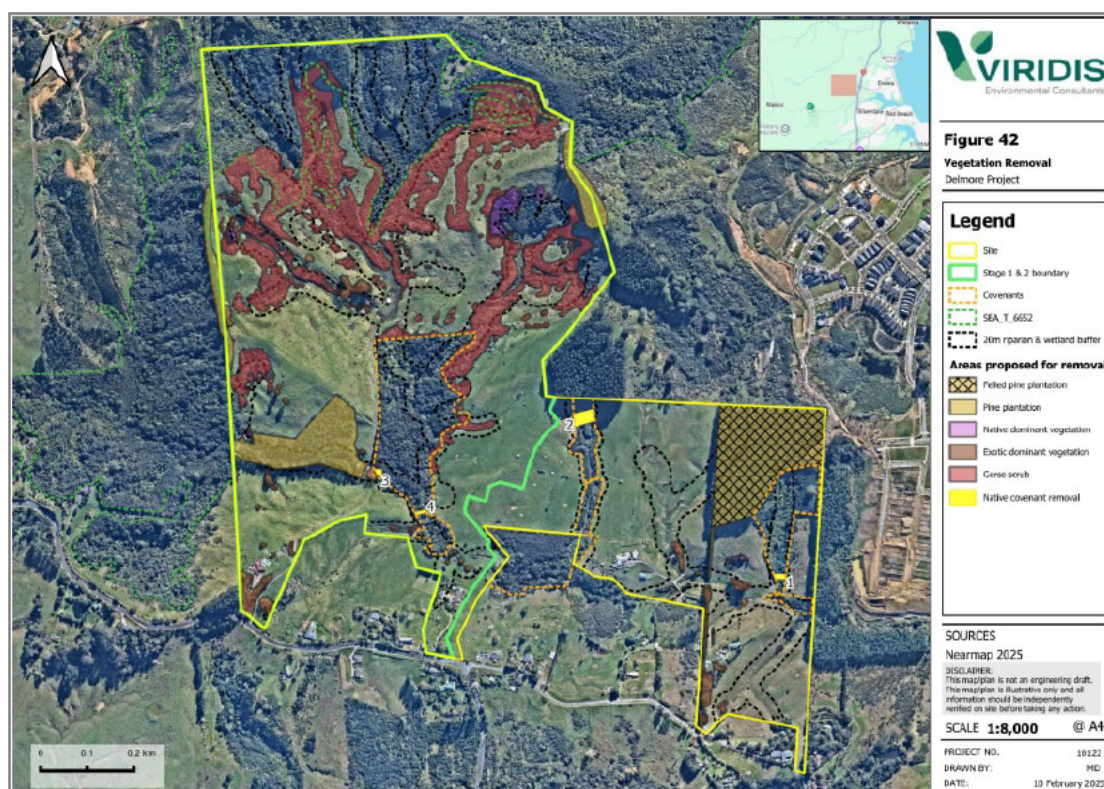 VIRIDIS
Environmental Consultants
Figure 42
Vegetation Removal
Delmore Project
Legend
Site
Stage 1 & 2 boundary
Covenants
SEA_T_6652
20m riparian & wetland buffer
Areas proposed for removal
Felled pine plantation
Pine plantation
Native dominant vegetation
Exotic dominant vegetation
Gorse scrub
Native covenant removal
SOURCES
Nearmap 2025
DISCLAIMER:
This map/plan is not an engineering draft.
This map/plan is illustrative only and all
information should be independently
verified on site before taking any action.
SCALE 1:8,000 @ A4
PROJECT NO. 10122
DRAWN BY: MD
DATE: 10 February 2025
Orewa
Silverdale Red Beach
2
3
4
1
0 0.1 0.2 km